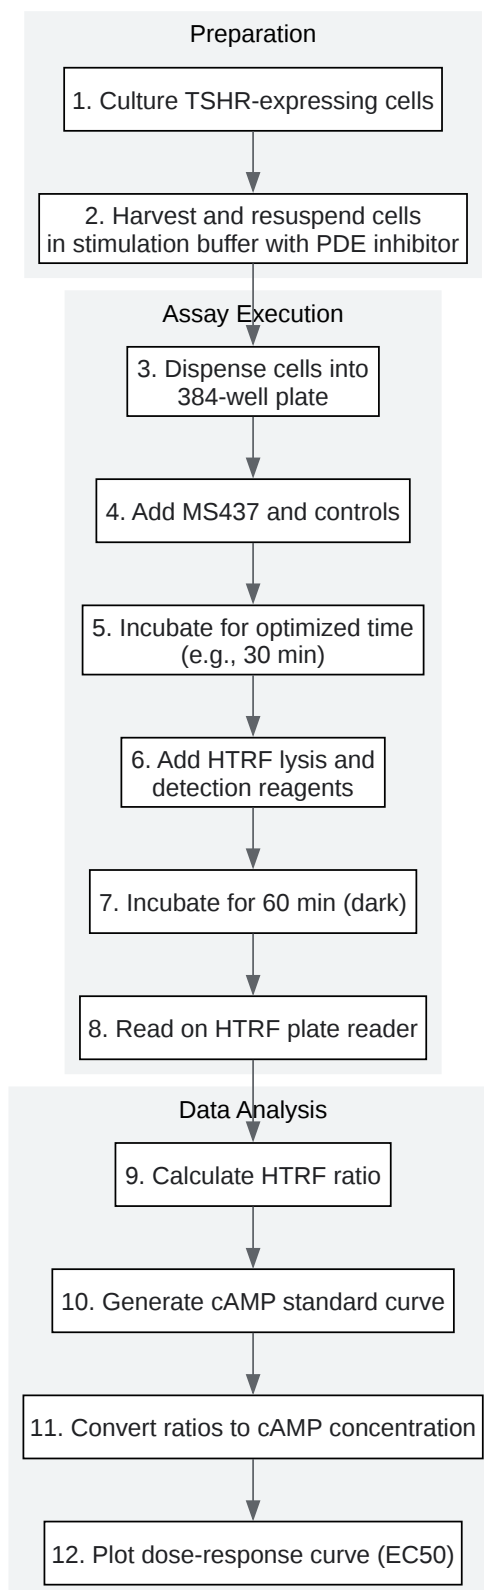 Preparation
1. Culture TSHR-expressing cells
2. Harvest and resuspend cells
in stimulation buffer with PDE inhibitor
Assay Execution
3. Dispense cells into
384-well plate
4. Add MS437 and controls
5. Incubate for optimized time
(e.g., 30 min)
6. Add HTRF lysis and
detection reagents
7. Incubate for 60 min (dark)
8. Read on HTRF plate reader
Data Analysis
9. Calculate HTRF ratio
10. Generate cAMP standard curve
11. Convert ratios to cAMP concentration
12. Plot dose-response curve (EC50)